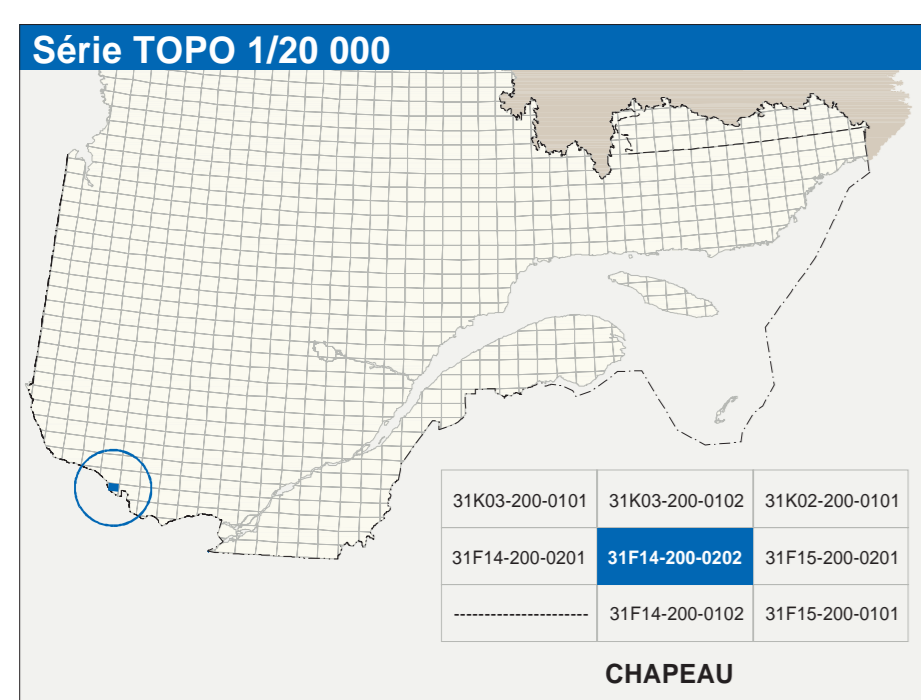 Série TOPO 1/20 000
31K03-200-0101 31K03-200-0102 31K02-200-0101
31F14-200-0201 31F14-200-0202 31F15-200-0201
---------------------- 31F14-200-0102 31F15-200-0101
CHAPEAU